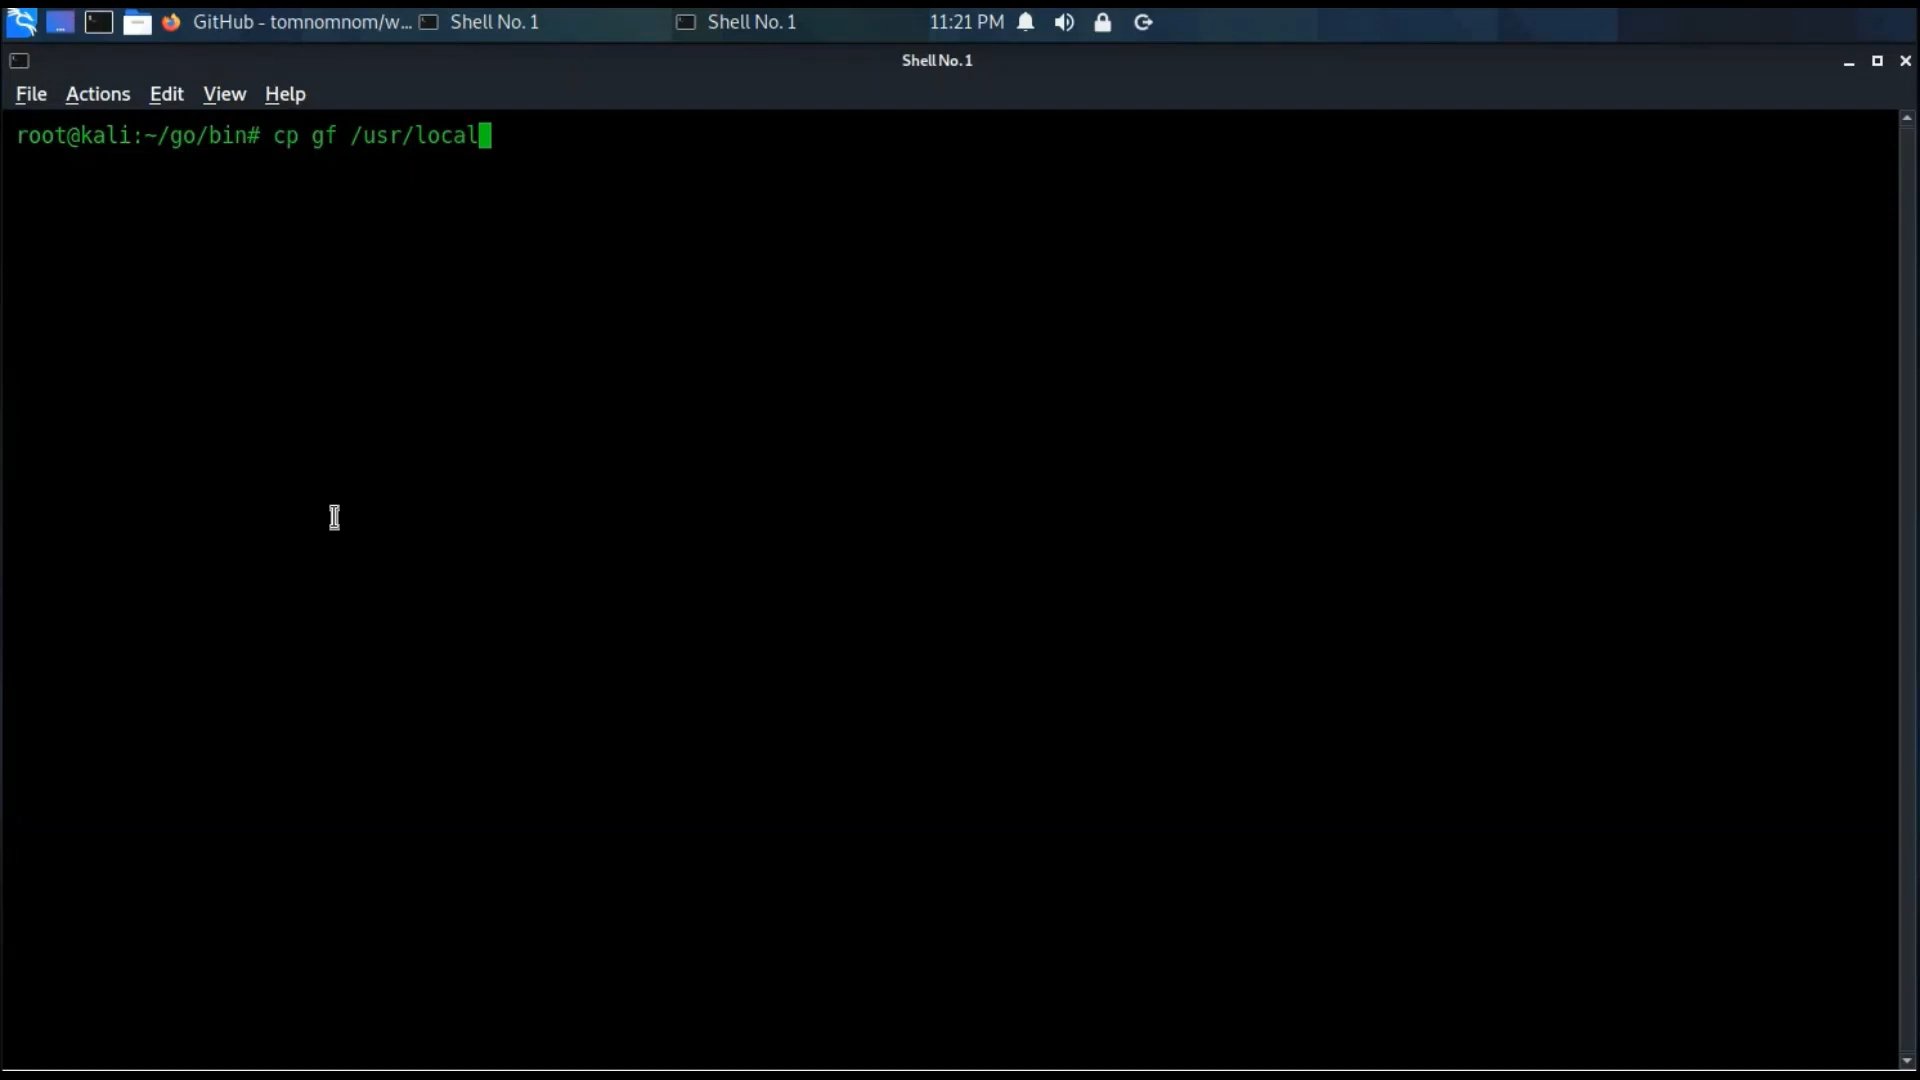 GitHub - tomnomnom/w... Shell No. 1 Shell No. 1 11:21 PM
Shell No. 1
File Actions Edit View Help
root@kali:~/go/bin# cp gf /usr/local